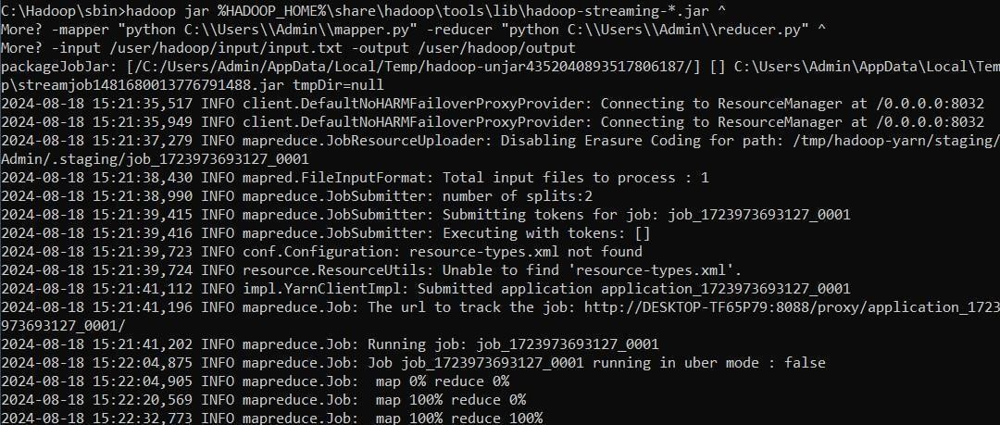 C:\Hadoop\sbin>hadoop jar %HADOOP_HOME%\share\hadoop\tools\lib\hadoop-streaming-*.jar ^
More? -mapper "python C:\\Users\\Admin\\mapper.py" -reducer "python C:\\Users\\Admin\\reducer.py" ^
More? -input /user/hadoop/input/input.txt -output /user/hadoop/output
packageJobJar: [/C:/Users/Admin/AppData/Local/Temp/hadoop-unjar4352040893517806187/] [] C:\Users\Admin\AppData\Local\Tem
p\streamjob1481680013776791488.jar tmpDir=null
2024-08-18 15:21:35,517 INFO client.DefaultNoHARMFailoverProxyProvider: Connecting to ResourceManager at /0.0.0.0:8032
2024-08-18 15:21:35,949 INFO client.DefaultNoHARMFailoverProxyProvider: Connecting to ResourceManager at /0.0.0.0:8032
2024-08-18 15:21:37,279 INFO mapreduce.JobResourceUploader: Disabling Erasure Coding for path: /tmp/hadoop-yarn/staging/
Admin/.staging/job_1723973693127_0001
2024-08-18 15:21:38,430 INFO mapred.FileInputFormat: Total input files to process : 1
2024-08-18 15:21:38,990 INFO mapreduce.JobSubmitter: number of splits:2
2024-08-18 15:21:39,415 INFO mapreduce.JobSubmitter: Submitting tokens for job: job_1723973693127_0001
2024-08-18 15:21:39,416 INFO mapreduce.JobSubmitter: Executing with tokens: []
2024-08-18 15:21:39,723 INFO conf.Configuration: resource-types.xml not found
2024-08-18 15:21:39,724 INFO resource.ResourceUtils: Unable to find 'resource-types.xml'.
2024-08-18 15:21:41,112 INFO impl.YarnClientImpl: Submitted application application_1723973693127_0001
2024-08-18 15:21:41,196 INFO mapreduce.Job: The url to track the job: http://DESKTOP-TF65P79:8088/proxy/application_1723
973693127_0001/
2024-08-18 15:21:41,202 INFO mapreduce.Job: Running job: job_1723973693127_0001
2024-08-18 15:22:04,875 INFO mapreduce.Job: Job job_1723973693127_0001 running in uber mode : false
2024-08-18 15:22:04,905 INFO mapreduce.Job:  map 0% reduce 0%
2024-08-18 15:22:20,569 INFO mapreduce.Job:  map 100% reduce 0%
2024-08-18 15:22:32,773 INFO mapreduce.Job:  map 100% reduce 100%